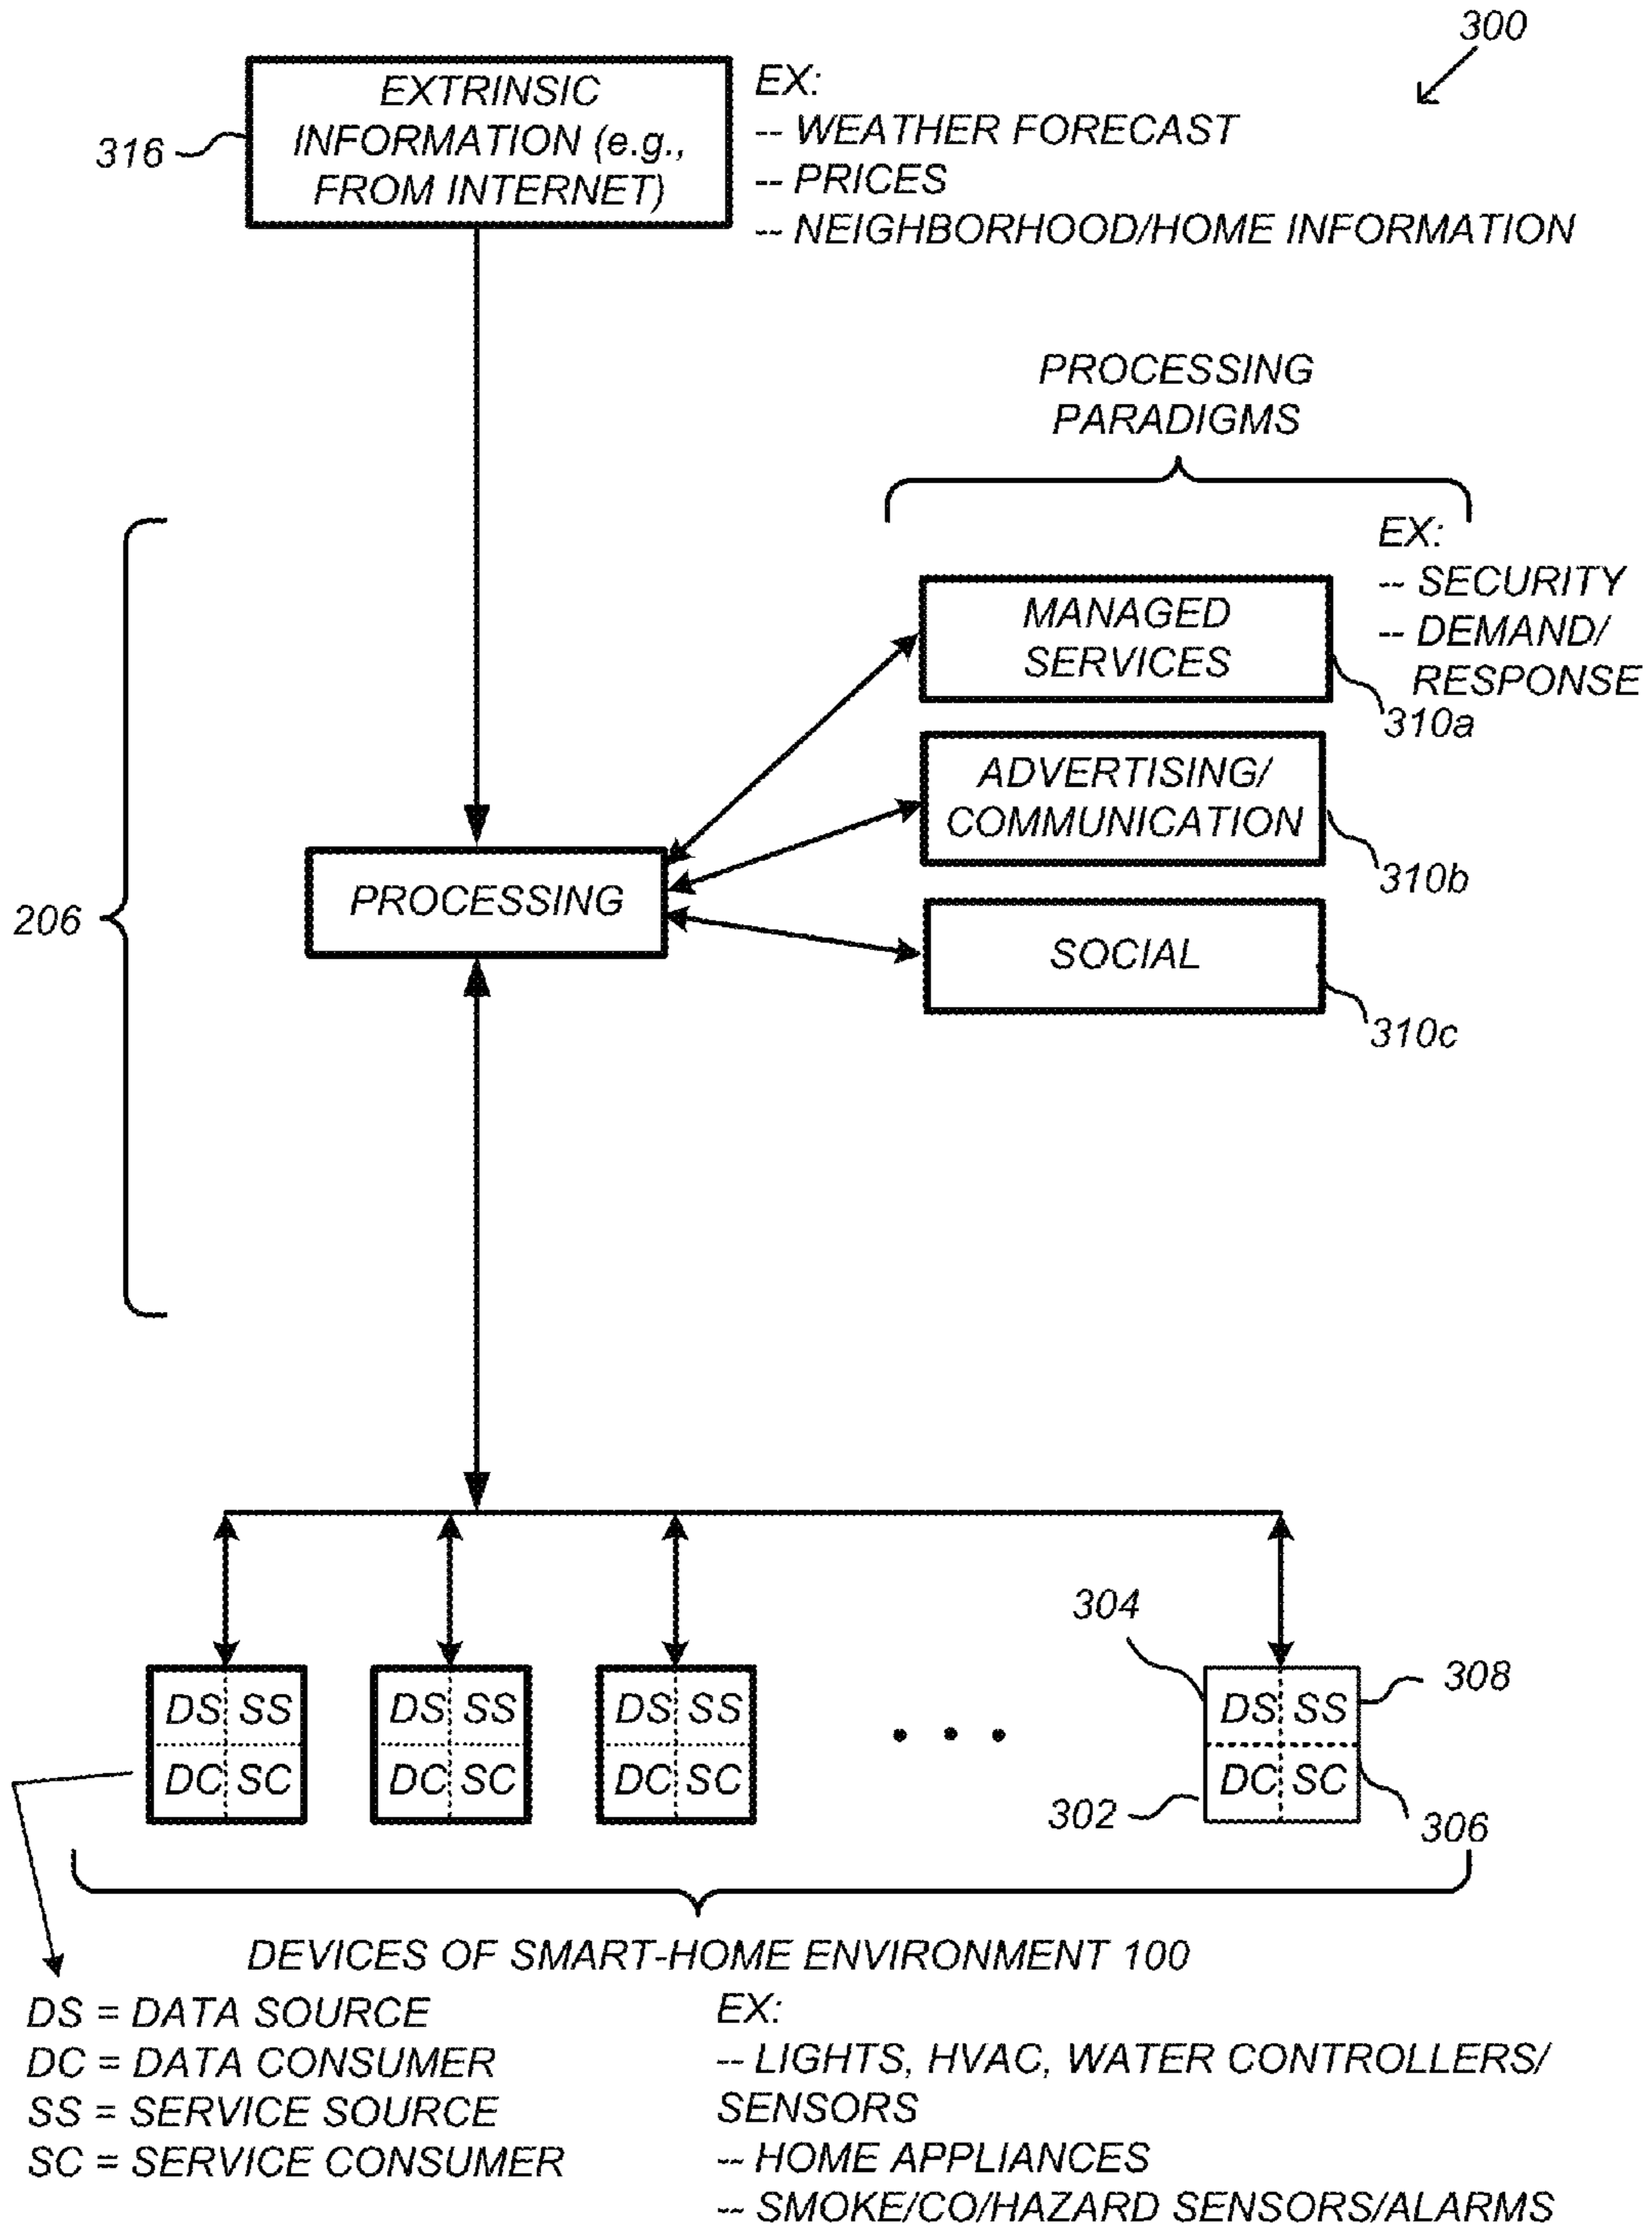 300
EXTRINSIC
INFORMATION (e.g.,
FROM INTERNET)
316
EX:
-- WEATHER FORECAST
-- PRICES
-- NEIGHBORHOOD/HOME INFORMATION
PROCESSING
PARADIGMS
EX:
-- SECURITY
-- DEMAND/
RESPONSE
MANAGED
SERVICES
310a
ADVERTISING/
COMMUNICATION
310b
SOCIAL
310c
PROCESSING
206
304
308
302
306
DS SS
DC SC
DS SS
DC SC
DS SS
DC SC
DS SS
DC SC
DEVICES OF SMART-HOME ENVIRONMENT 100
DS = DATA SOURCE
DC = DATA CONSUMER
SS = SERVICE SOURCE
SC = SERVICE CONSUMER
EX:
-- LIGHTS, HVAC, WATER CONTROLLERS/
SENSORS
-- HOME APPLIANCES
-- SMOKE/CO/HAZARD SENSORS/ALARMS